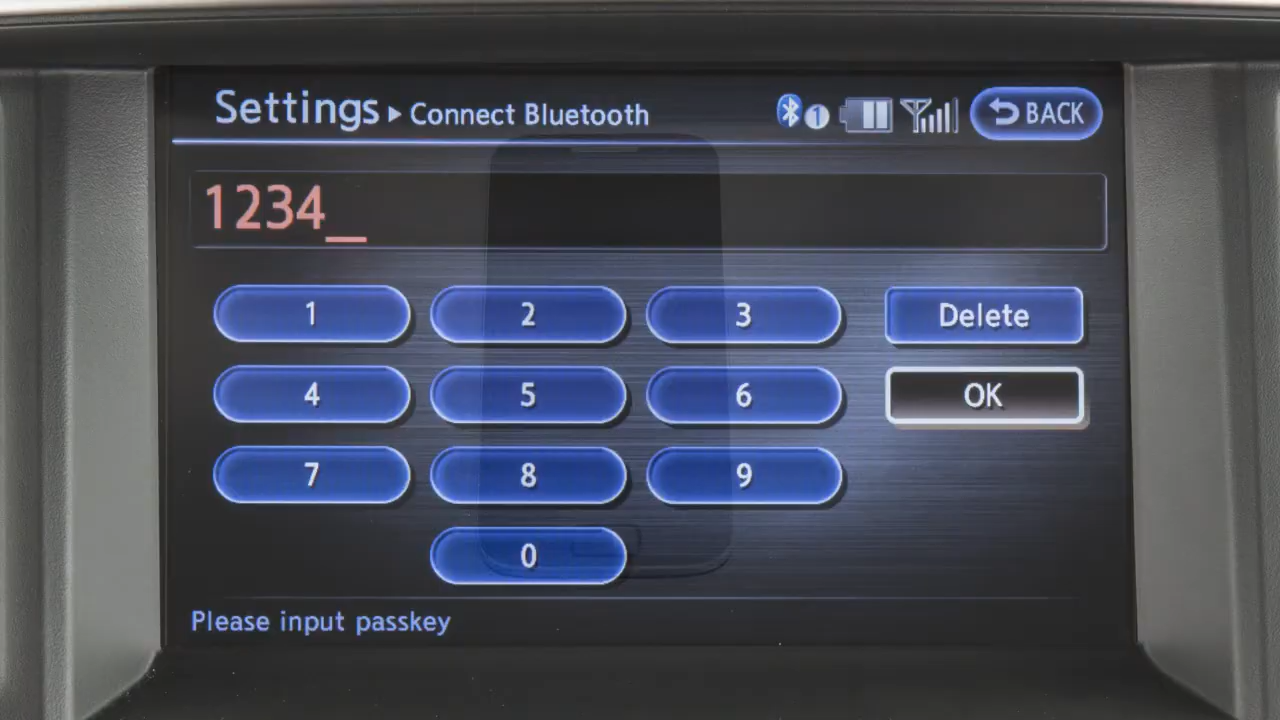 Settings ▸ Connect Bluetooth 1 BACK
1234_
1 2 3 Delete
4 5 6 OK
7 8 9
0
Please input passkey